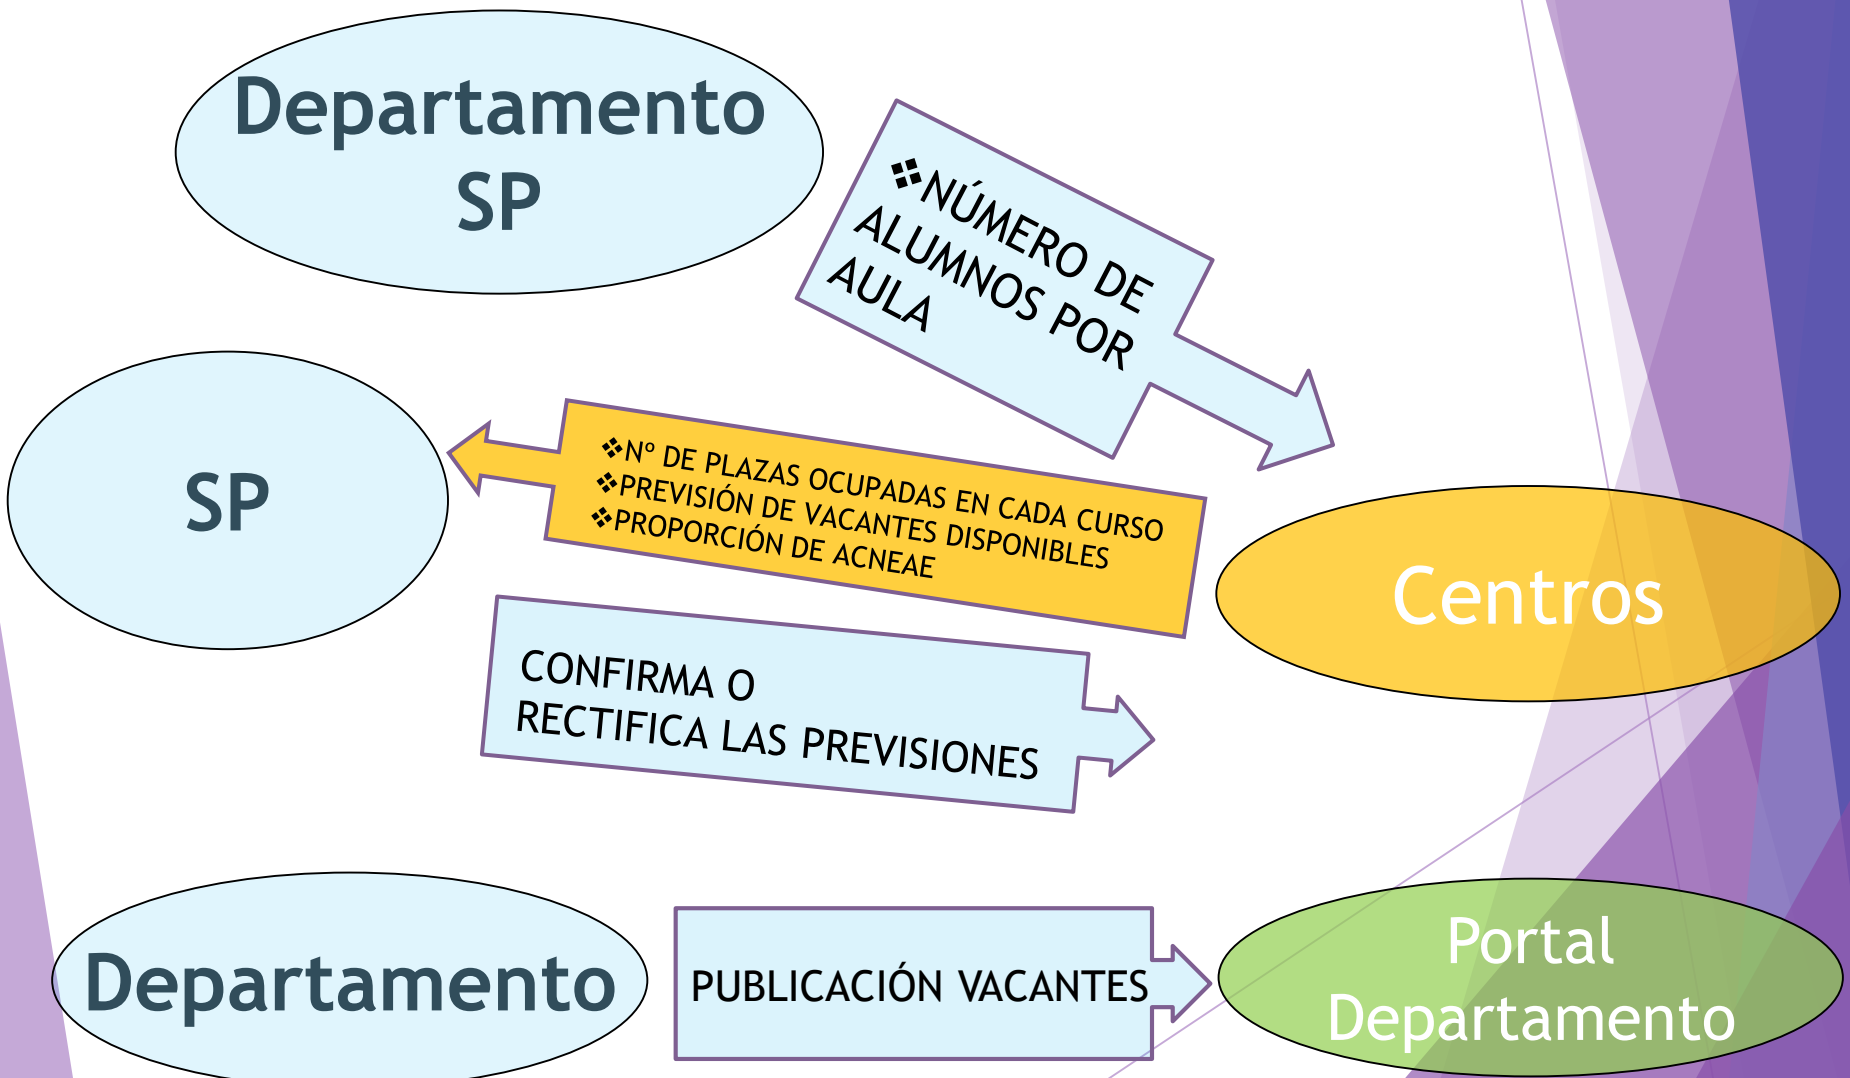 Departamento
SP
❖NÚMERO DE
ALUMNOS POR
AULA
SP
❖Nº DE PLAZAS OCUPADAS EN CADA CURSO
❖PREVISIÓN DE VACANTES DISPONIBLES
❖PROPORCIÓN DE ACNEAE
Centros
CONFIRMA O
RECTIFICA LAS PREVISIONES
Departamento
PUBLICACIÓN VACANTES
Portal
Departamento